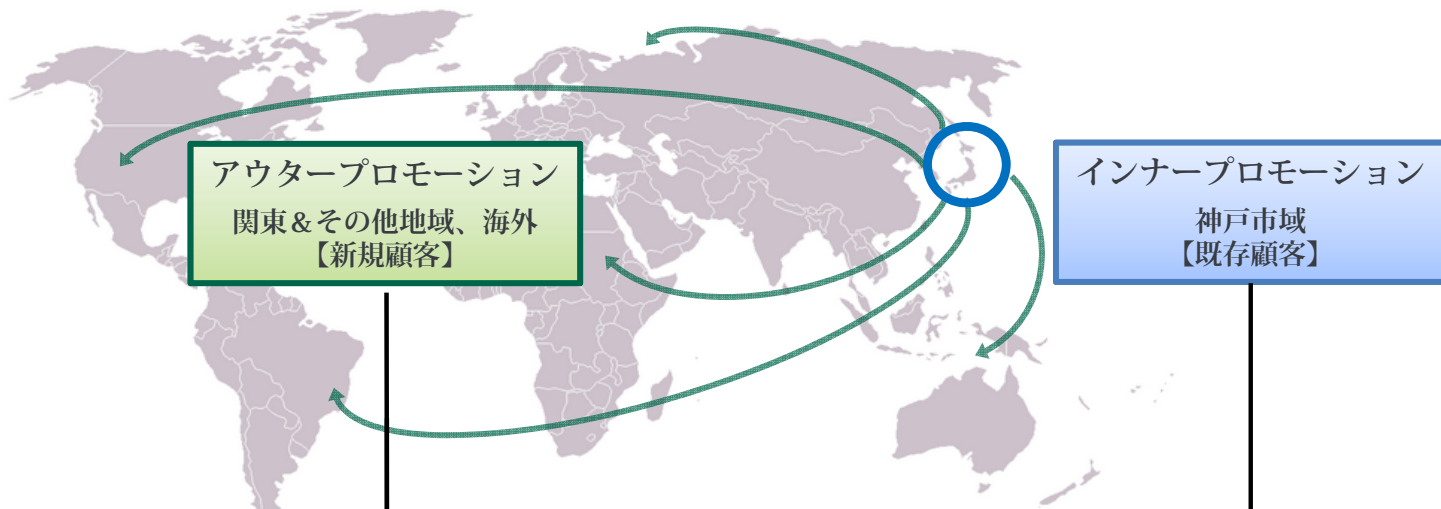 アウタープロモーション
関東＆その他地域、海外
【新規顧客】
インナープロモーション
神戸市域
【既存顧客】